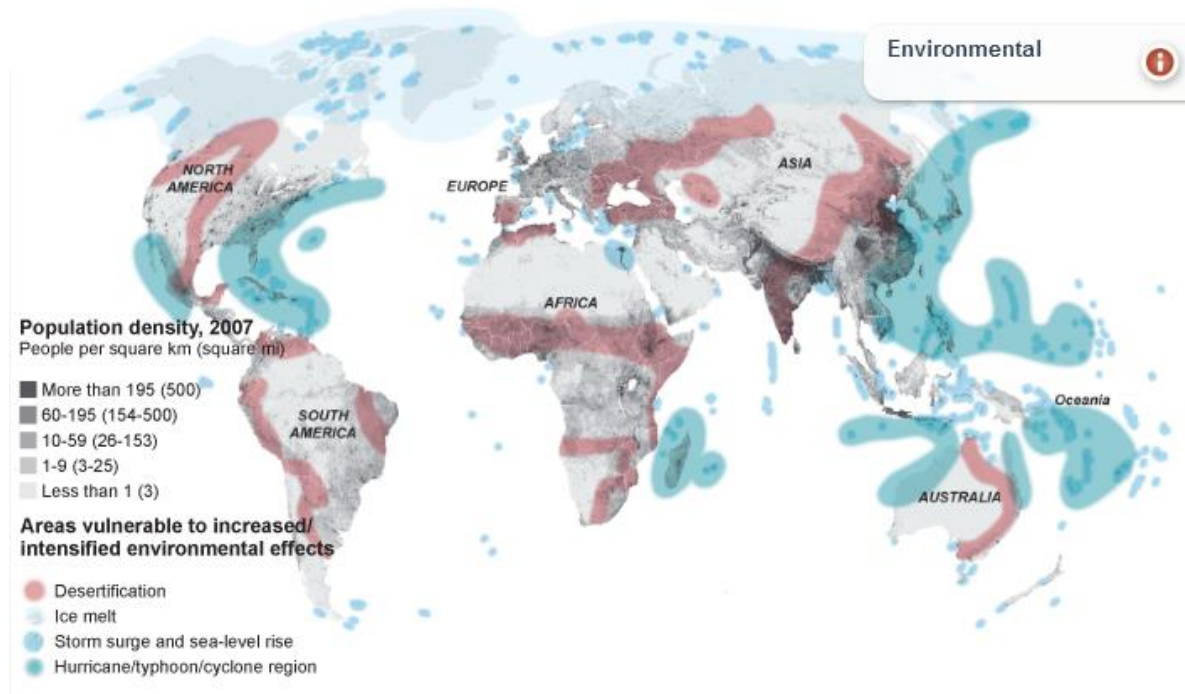 Environmental
i
NORTH
AMERICA
EUROPE
ASIA
AFRICA
Population density, 2007
People per square km (square mi)
More than 195 (500)
60-195 (154-500)
10-59 (26-153)
1-9 (3-25)
Less than 1 (3)
SOUTH
AMERICA
Oceania
AUSTRALIA
Areas vulnerable to increased/
intensified environmental effects
Desertification
Ice melt
Storm surge and sea-level rise
Hurricane/typhoon/cyclone region